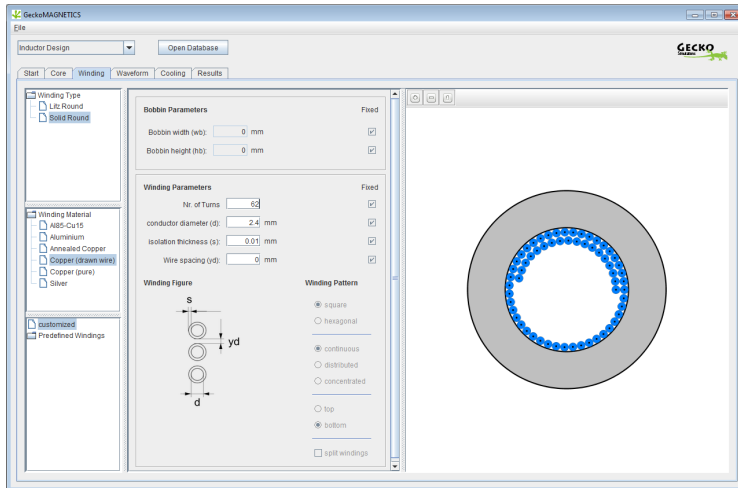 GeckoMAGNETICS
File
Inductor Design
Open Database
GECKO
Simulations
Start Core Winding Waveform Cooling Results
Winding Type
Litz Round
Solid Round
Winding Material
Al85-Cu15
Aluminium
Annealed Copper
Copper (drawn wire)
Copper (pure)
Silver
customized
Predefined Windings
Bobbin Parameters Fixed
Bobbin width (wb): 0 mm
Bobbin height (hb): 0 mm
Winding Parameters Fixed
Nr. of Turns 62
conductor diameter (d): 2.4 mm
isolation thickness (s): 0.01 mm
Wire spacing (yd): 0 mm
Winding Figure
s
yd
d
Winding Pattern
square
hexagonal
continuous
distributed
concentrated
top
bottom
split windings